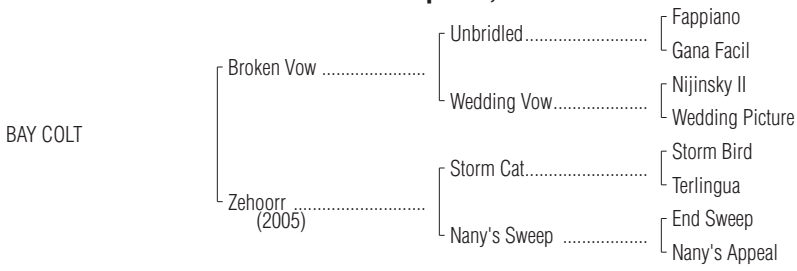 Fappiano
Unbridled..........................
Gana Facil
Broken Vow ......................
Nijinsky II
Wedding Vow....................
Wedding Picture
BAY COLT
Storm Bird
Storm Cat..........................
Terlingua
Zehoorr ............................
(2005)
End Sweep
Nany's Sweep ..................
Nany's Appeal